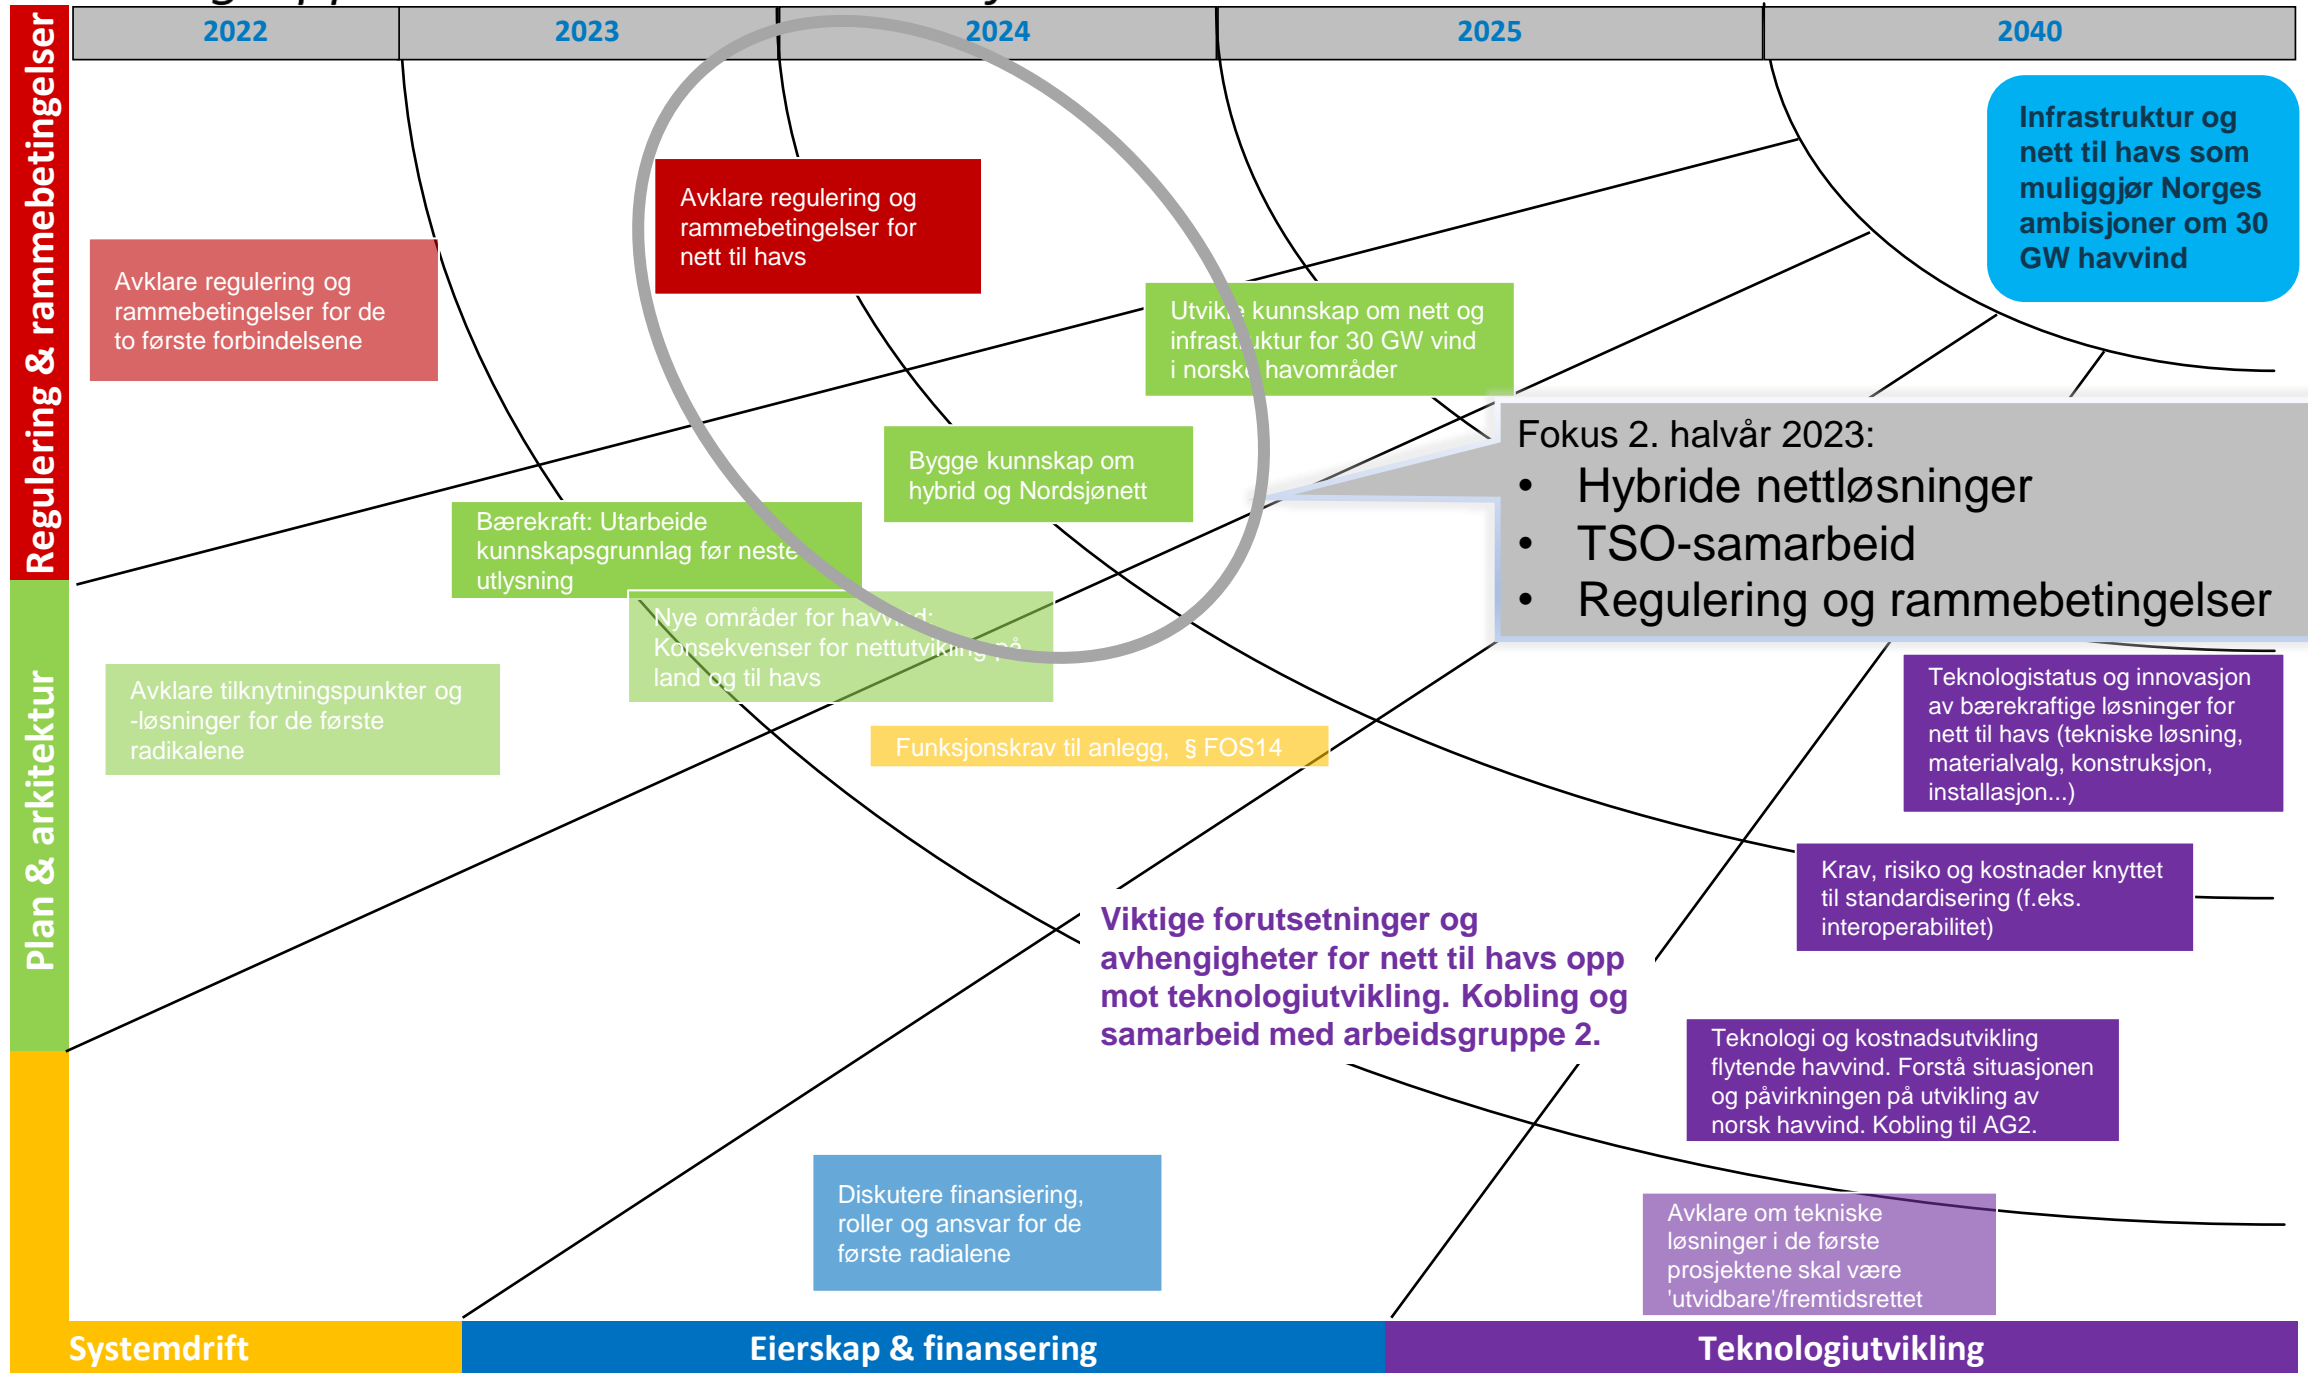 2022
2023
2024
2025
2040
Regulering & rammebetingelser
Plan & arkitektur
Infrastruktur og
nett til havs som
muliggjør Norges
ambisjoner om 30
GW havvind
Avklare regulering og
rammebetingelser for
nett til havs
Avklare regulering og
rammebetingelser for de
to første forbindelsene
Utvikle kunnskap om nett og
infrastruktur for 30 GW vind
i norske havområder
Fokus 2. halvår 2023:
• Hybride nettløsninger
• TSO-samarbeid
• Regulering og rammebetingelser
Bygge kunnskap om
hybrid og Nordsjønett
Bærekraft: Utarbeide
kunnskapsgrunnlag før neste
utlysning
Nye områder for havvind:
Konsekvenser for nettutvikling på
land og til havs
Avklare tilknytningspunkter og
-løsninger for de første
radikalene
Funksjonskrav til anlegg, § FOS14
Teknologistatus og innovasjon
av bærekraftige løsninger for
nett til havs (tekniske løsning,
materialvalg, konstruksjon,
installasjon...)
Krav, risiko og kostnader knyttet
til standardisering (f.eks.
interoperabilitet)
Viktige forutsetninger og
avhengigheter for nett til havs opp
mot teknologiutvikling. Kobling og
samarbeid med arbeidsgruppe 2.
Teknologi og kostnadsutvikling
flytende havvind. Forstå situasjonen
og påvirkningen på utvikling av
norsk havvind. Kobling til AG2.
Diskutere finansiering,
roller og ansvar for de
første radialene
Avklare om tekniske
løsninger i de første
prosjektene skal være
'utvidbare'/fremtidsrettet
Systemdrift
Eierskap & finansering
Teknologiutvikling